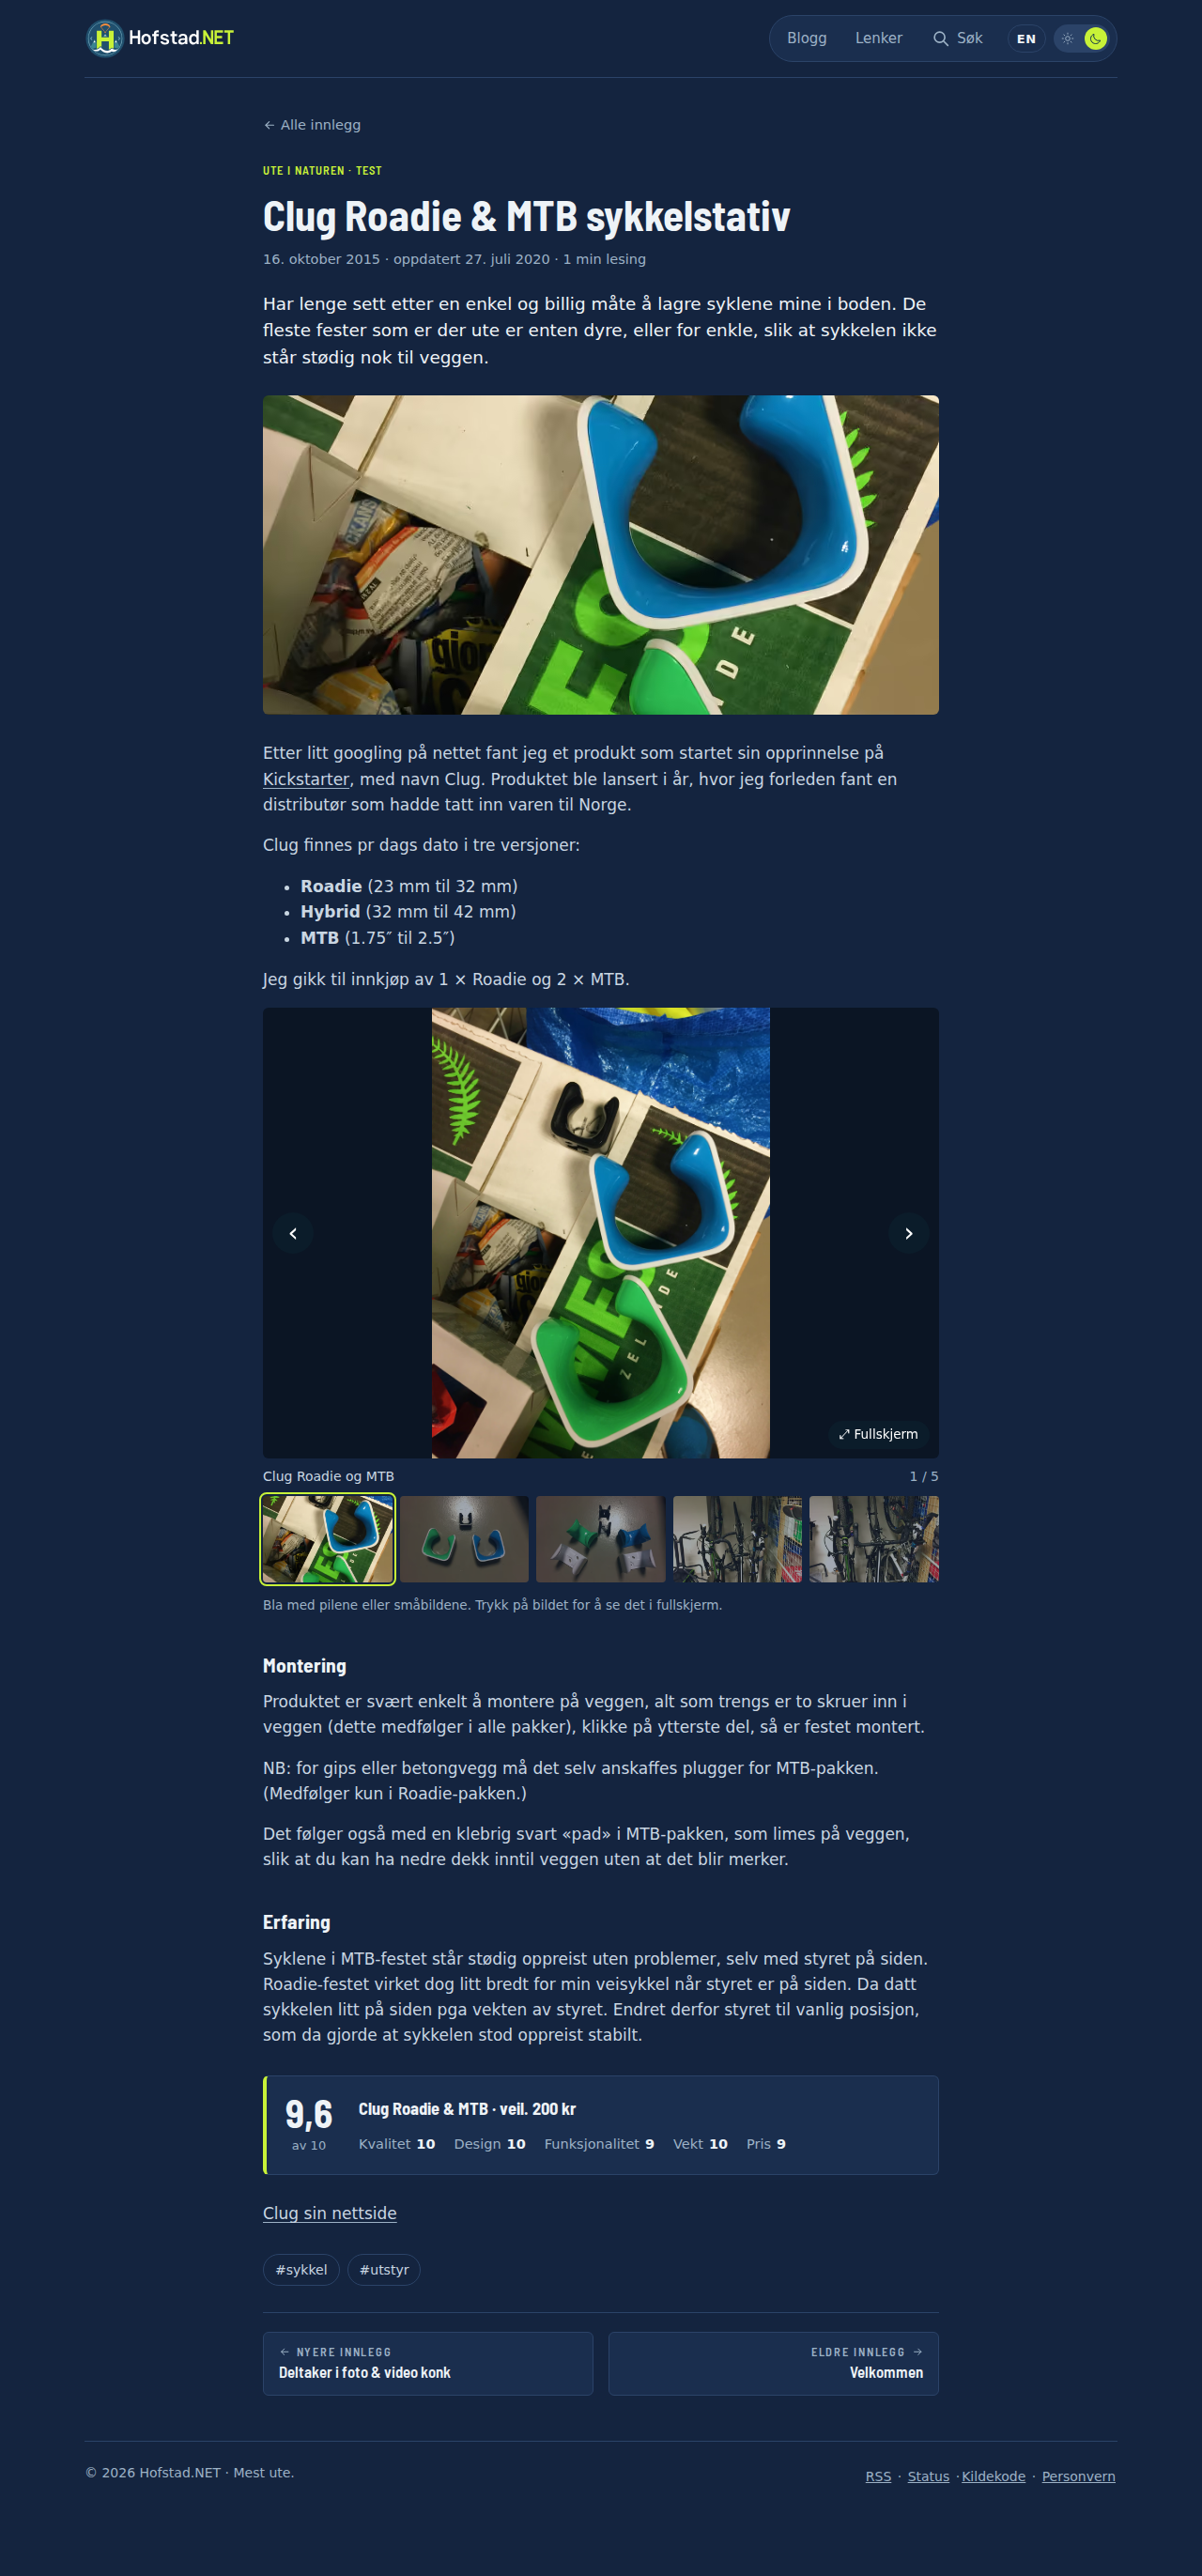 Hofstad.NET
Blogg
Lenker
Søk
EN
← Alle innlegg
UTE I NATUREN · TEST
Clug Roadie & MTB sykkelstativ
16. oktober 2015 · oppdatert 27. juli 2020 · 1 min lesing
Har lenge sett etter en enkel og billig måte å lagre syklene mine i boden. De
fleste fester som er der ute er enten dyre, eller for enkle, slik at sykkelen ikke
står stødig nok til veggen.
Etter litt googling på nettet fant jeg et produkt som startet sin opprinnelse på
Kickstarter, med navn Clug. Produktet ble lansert i år, hvor jeg forleden fant en
distributør som hadde tatt inn varen til Norge.
Clug finnes pr dags dato i tre versjoner:
• Roadie (23 mm til 32 mm)
• Hybrid (32 mm til 42 mm)
• MTB (1.75″ til 2.5″)
Jeg gikk til innkjøp av 1 × Roadie og 2 × MTB.
‹
›
⤢ Fullskjerm
Clug Roadie og MTB
1 / 5
Bla med pilene eller småbildene. Trykk på bildet for å se det i fullskjerm.
Montering
Produktet er svært enkelt å montere på veggen, alt som trengs er to skruer inn i
veggen (dette medfølger i alle pakker), klikke på ytterste del, så er festet montert.
NB: for gips eller betongvegg må det selv anskaffes plugger for MTB-pakken.
(Medfølger kun i Roadie-pakken.)
Det følger også med en klebrig svart «pad» i MTB-pakken, som limes på veggen,
slik at du kan ha nedre dekk inntil veggen uten at det blir merker.
Erfaring
Syklene i MTB-festet står stødig oppreist uten problemer, selv med styret på siden.
Roadie-festet virket dog litt bredt for min veisykkel når styret er på siden. Da datt
sykkelen litt på siden pga vekten av styret. Endret derfor styret til vanlig posisjon,
som da gjorde at sykkelen stod oppreist stabilt.
9,6
av 10
Clug Roadie & MTB · veil. 200 kr
Kvalitet 10 Design 10 Funksjonalitet 9 Vekt 10 Pris 9
Clug sin nettside
#sykkel #utstyr
← NYERE INNLEGG
Deltaker i foto & video konk
ELDRE INNLEGG →
Velkommen
© 2026 Hofstad.NET · Mest ute.
RSS · Status · Kildekode · Personvern